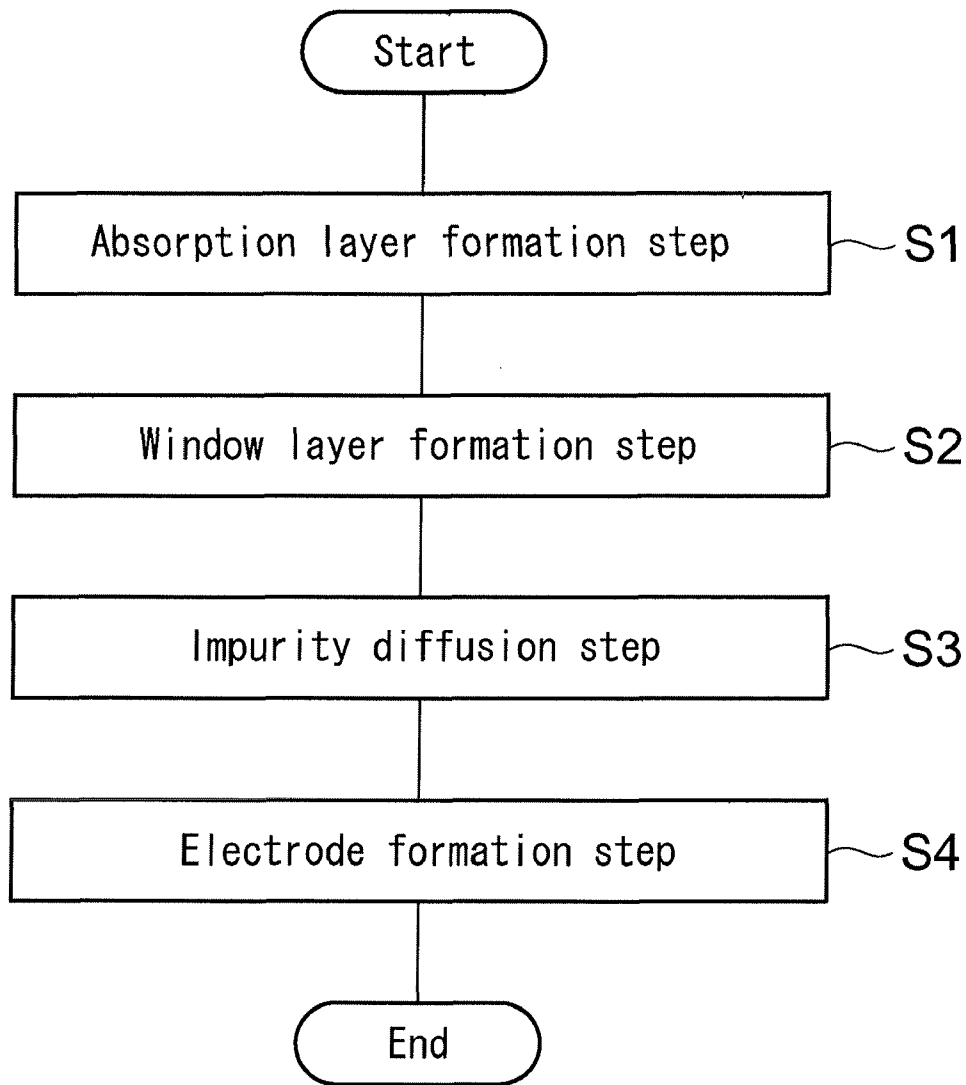 Start
Absorption layer formation step S1
Window layer formation step S2
Impurity diffusion step S3
Electrode formation step S4
End